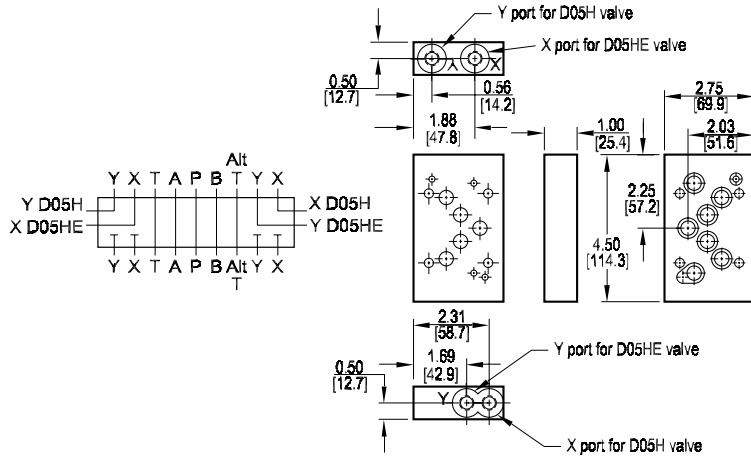 Y port for D05H valve
X port for D05HE valve
Y X
0.50
[12.7]
0.56
[14.2]
1.88
[47.8]
1.00
[25.4]
2.75
[69.9]
2.03
[51.6]
2.25
[57.2]
4.50
[114.3]
Alt
Y X T A P B T Y X
Y D05H
X D05H
X D05HE
Y D05HE
Y X T A P B Alt Y X
T
2.31
[58.7]
1.69
[42.9]
0.50
[12.7]
Y port for D05HE valve
Y
X port for D05H valve